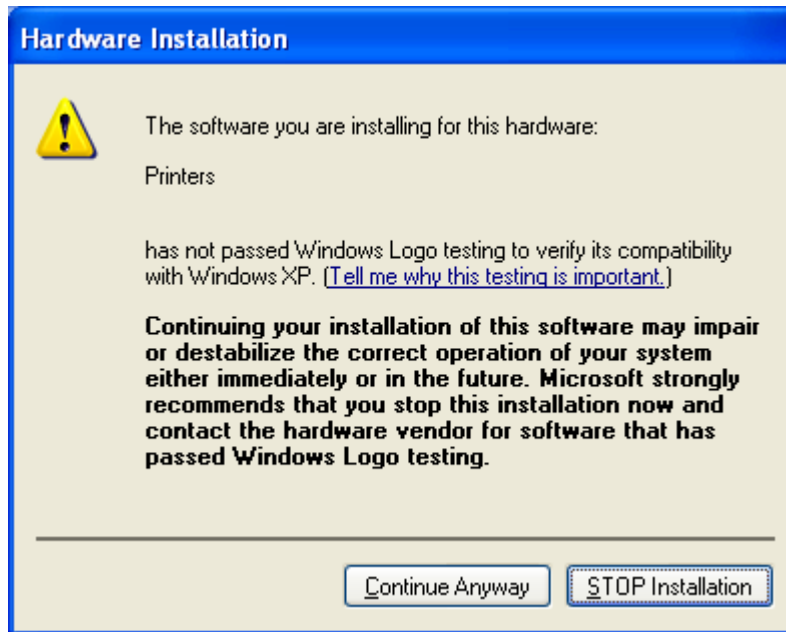 Hardware Installation
The software you are installing for this hardware:
Printers
has not passed Windows Logo testing to verify its compatibility
with Windows XP. (Tell me why this testing is important.)
Continuing your installation of this software may impair
or destabilize the correct operation of your system
either immediately or in the future. Microsoft strongly
recommends that you stop this installation now and
contact the hardware vendor for software that has
passed Windows Logo testing.
Continue Anyway
STOP Installation